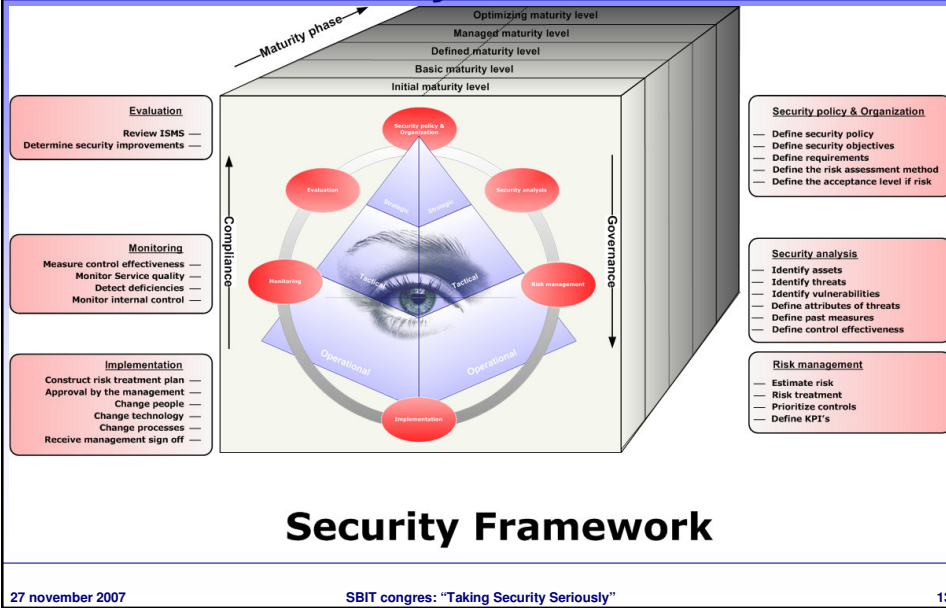 Maturity phase
Optimizing maturity level
Managed maturity level
Defined maturity level
Basic maturity level
Initial maturity level
Evaluation
Review ISMS
Determine security improvements
Monitoring
Measure control effectiveness
Monitor Service quality
Detect deficiencies
Monitor internal control
Implementation
Construct risk treatment plan
Approval by the management
Change people
Change technology
Change processes
Receive management sign off
Compliance
Security policy &
Organization
Evaluation
Security analysis
Strategic
Strategic
Monitoring
Tactical
Tactical
Risk management
Operational
Operational
Implementation
Governance
Security policy & Organization
Define security policy
Define security objectives
Define requirements
Define the risk assessment method
Define the acceptance level if risk
Security analysis
Identify assets
Identify threats
Identify vulnerabilities
Define attributes of threats
Define past measures
Define control effectiveness
Risk management
Estimate risk
Risk treatment
Prioritize controls
Define KPI's
Security Framework
27 november 2007
SBIT congres: “Taking Security Seriously”